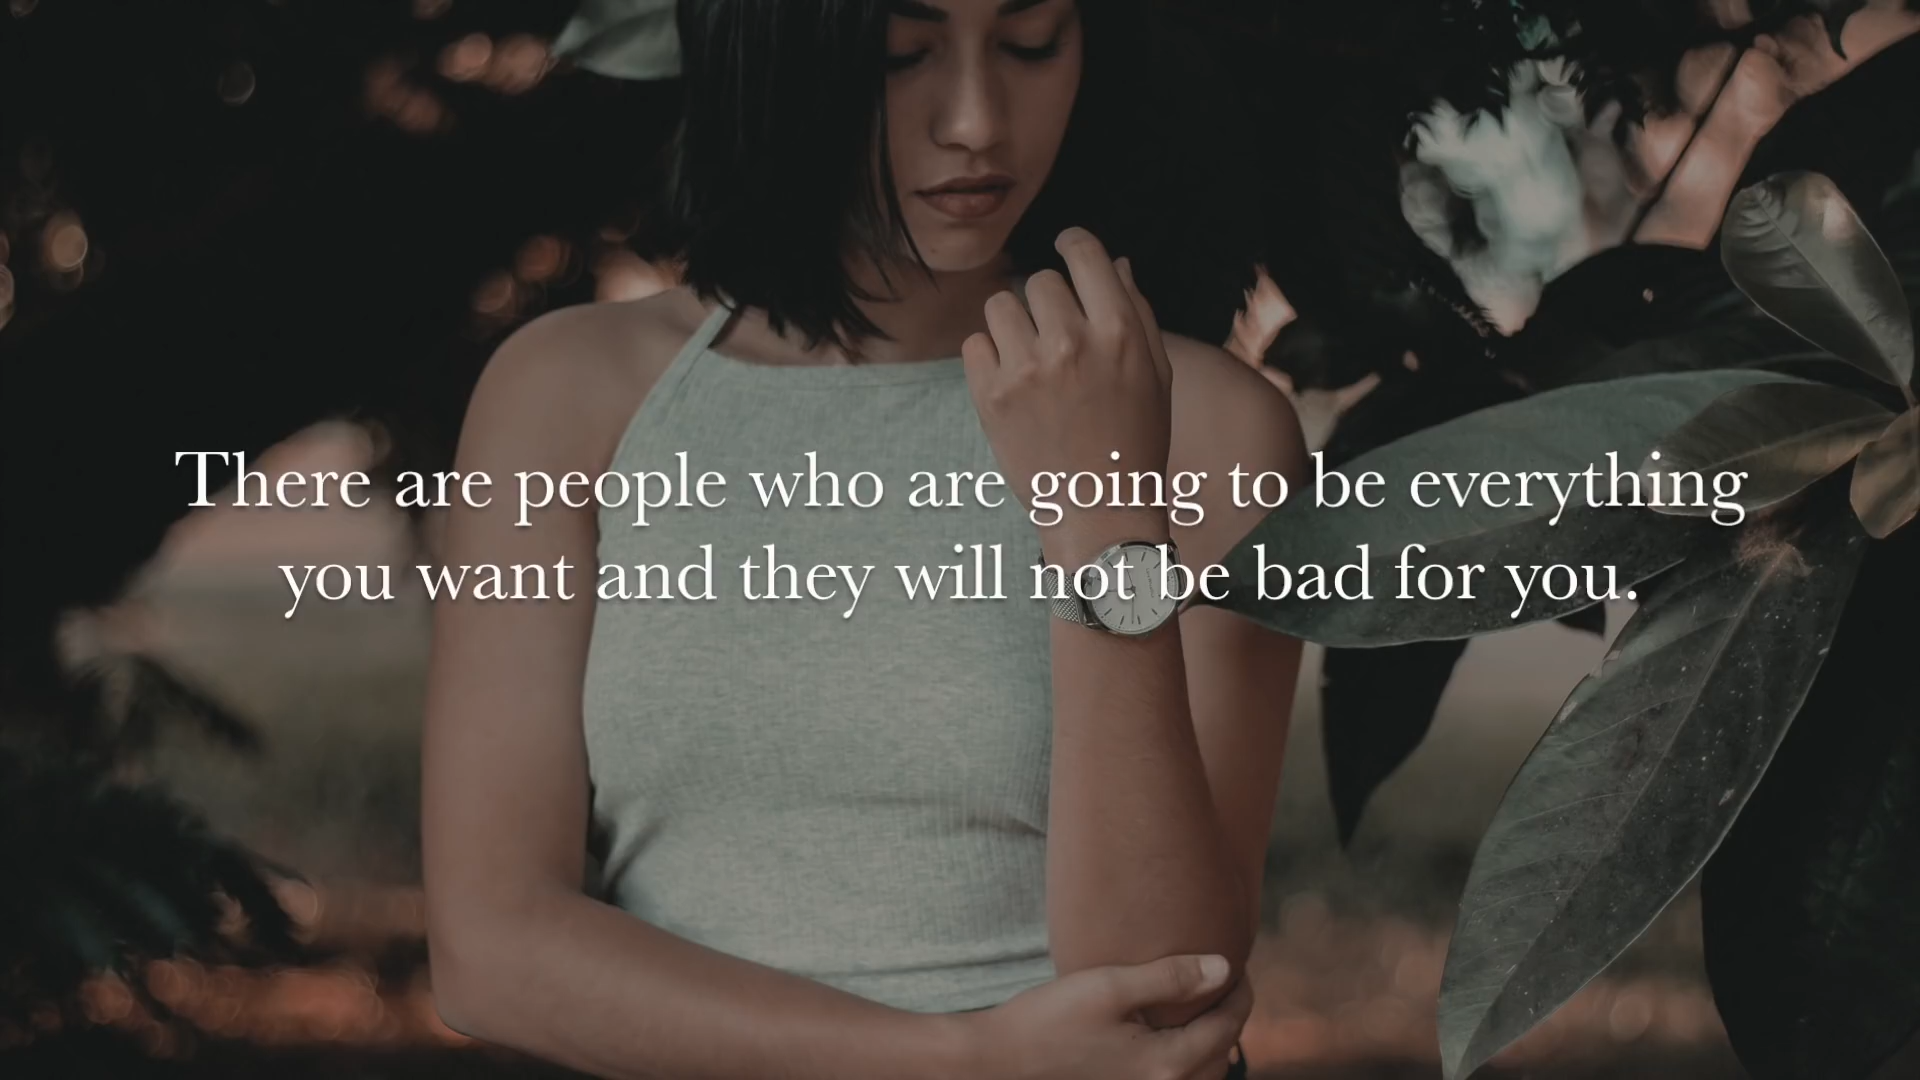 There are people who are going to be everything
you want and they will not be bad for you.